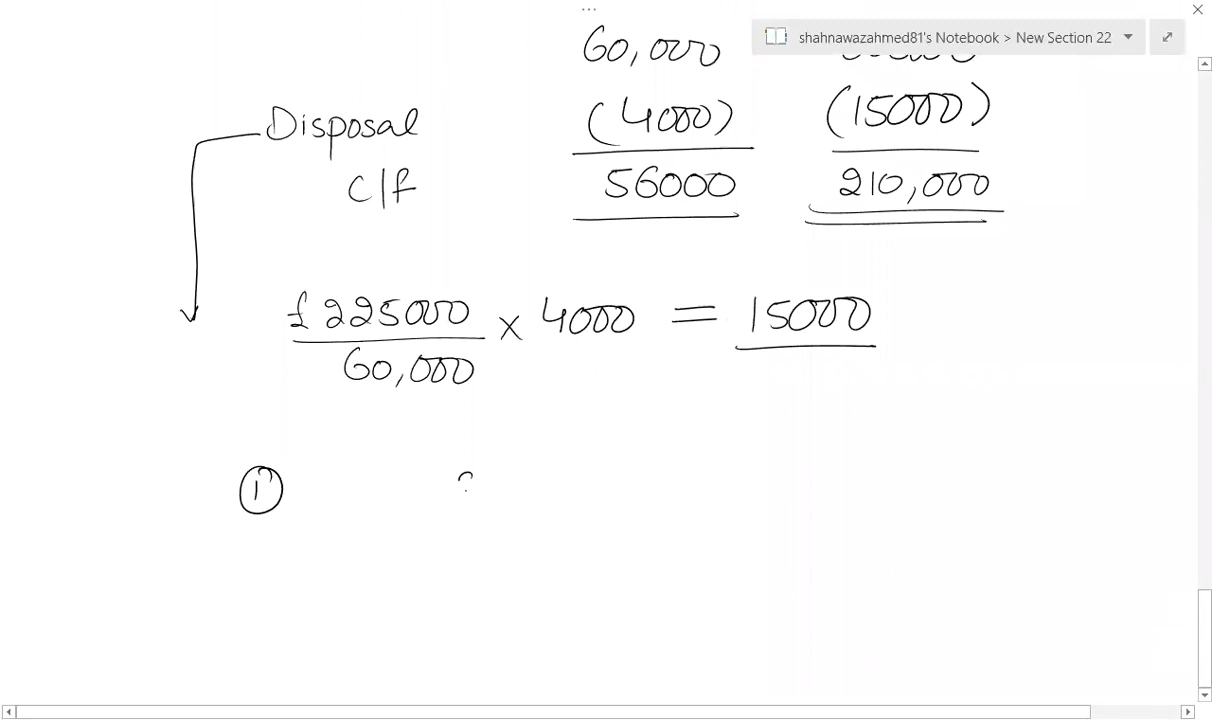 shahnawazahmed81's Notebook > New Section 22
60,000
Disposal (4000) (15000)
c/f 56000 210,000
£225000 / 60,000 × 4000 = 15000
①